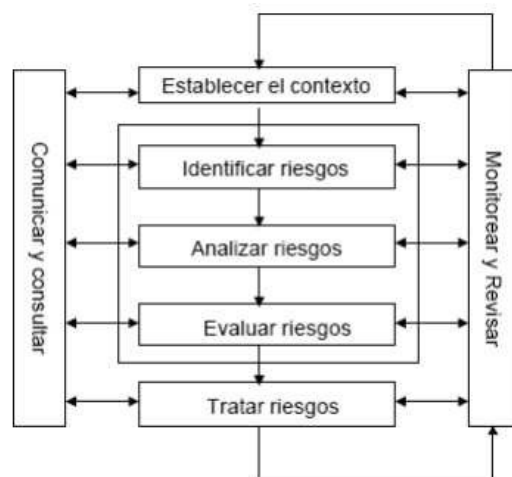 Establecer el contexto
Comunicar y consultar
Identificar riesgos
Monitorear y Revisar
Analizar riesgos
Evaluar riesgos
Tratar riesgos